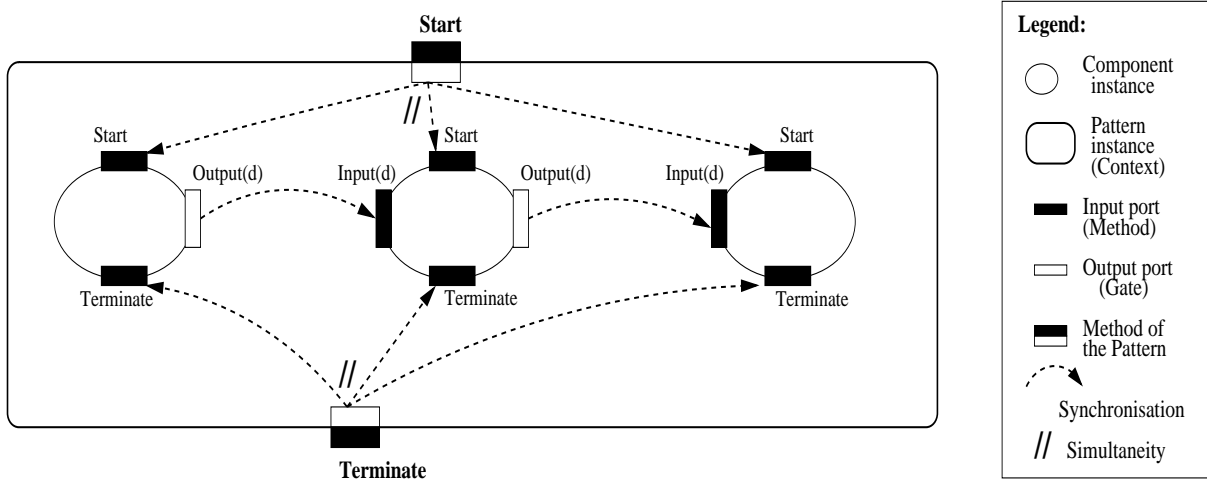 Start
//
Start
Start
Start
Output(d)
Input(d)
Output(d)
Input(d)
Terminate
Terminate
Terminate
//
Terminate
Legend:
Component
instance
Pattern
instance
(Context)
Input port
(Method)
Output port
(Gate)
Method of
the Pattern
Synchronisation
// Simultaneity